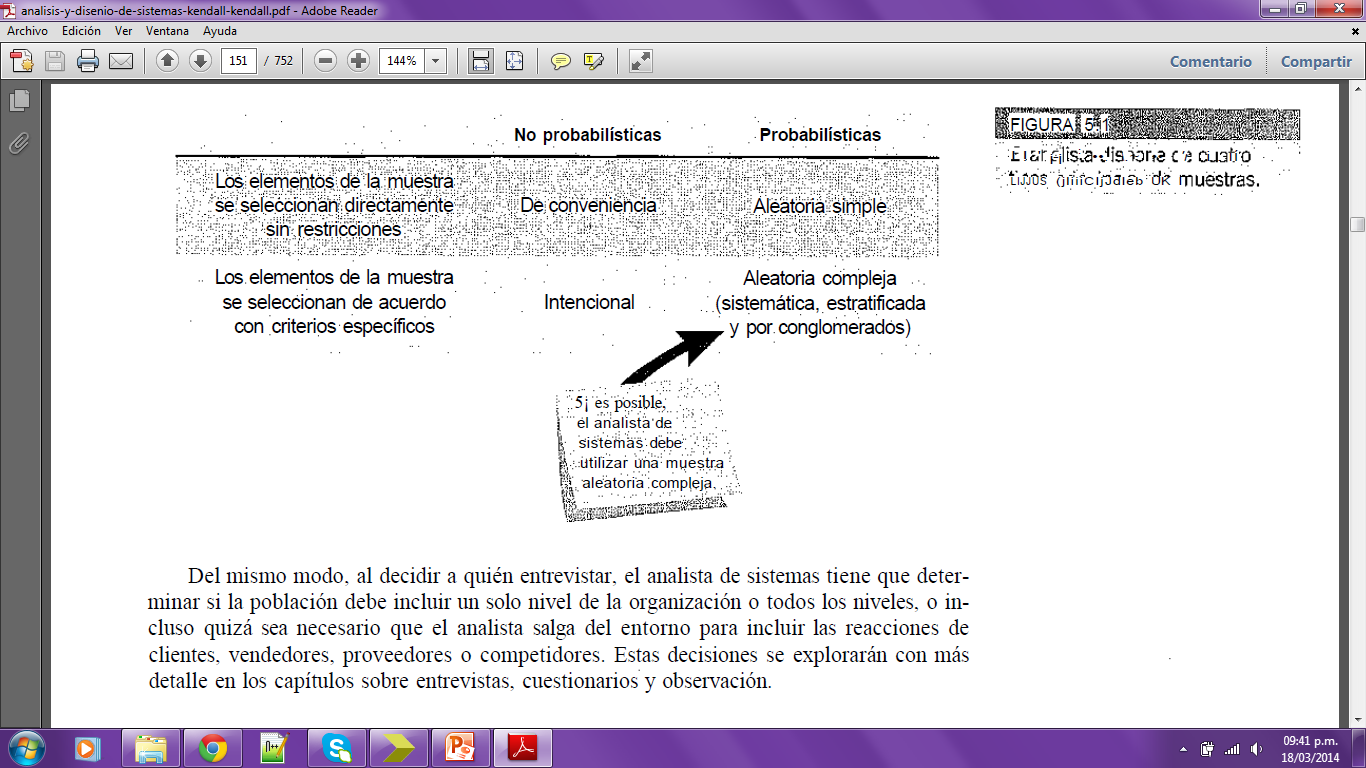 analisis-y-disenio-de-sistemas-kendall-kendall.pdf - Adobe Reader
Archivo Edición Ver Ventana Ayuda
151 / 752 144% Comentario Compartir
No probabilísticas Probabilísticas
Los elementos de la muestra
se seleccionan directamente
sin restricciones
De conveniencia
Aleatoria simple
Los elementos de la muestra
se seleccionan de acuerdo
con criterios específicos
Intencional
Aleatoria compleja
(sistemática, estratificada
y por conglomerados)
5¡ es posible,
el analista de
sistemas debe
utilizar una muestra
aleatoria compleja.
FIGURA 5.1
de cuatro
de muestras.
Del mismo modo, al decidir a quién entrevistar, el analista de sistemas tiene que deter-
minar si la población debe incluir un solo nivel de la organización o todos los niveles, o in-
cluso quizá sea necesario que el analista salga del entorno para incluir las reacciones de
clientes, vendedores, proveedores o competidores. Estas decisiones se explorarán con más
detalle en los capítulos sobre entrevistas, cuestionarios y observación.
09:41 p.m.
18/03/2014